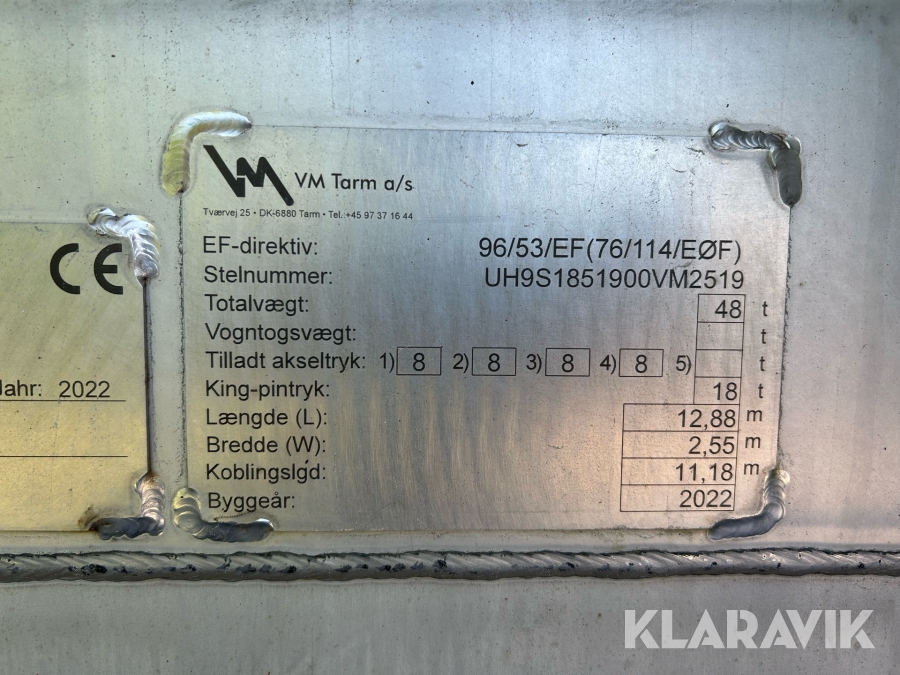 VM VM Tarm a/s
Tværvej 25 • DK-6880 Tarm • Tel.:+45 97 37 16 44
EF-direktiv: 96/53/EF(76/114/EØF)
Stelnummer: UH9S1851900VM2519
Totalvægt: 48 t
Vogntogsvægt: t
Tilladt akseltryk: 1) 8 2) 8 3) 8 4) 8 5) t
King-pintryk: 18 t
Længde (L): 12,88 m
Bredde (W): 2,55 m
Koblingslgd: 11,18 m
Byggeår: 2022
CE
Jahr: 2022
KLARAVIK